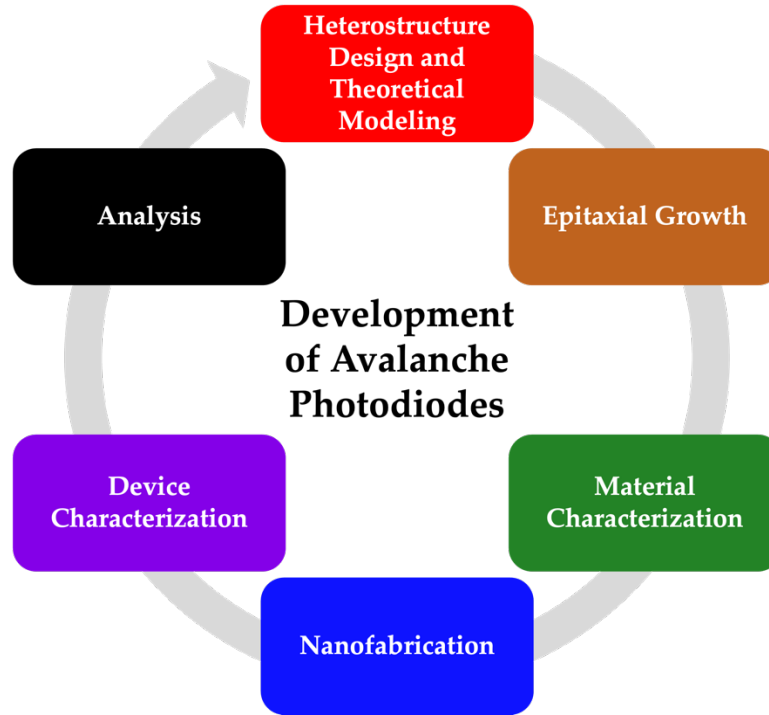 Heterostructure
Design and
Theoretical
Modeling
Analysis
Epitaxial Growth
Development
of Avalanche
Photodiodes
Device
Characterization
Material
Characterization
Nanofabrication